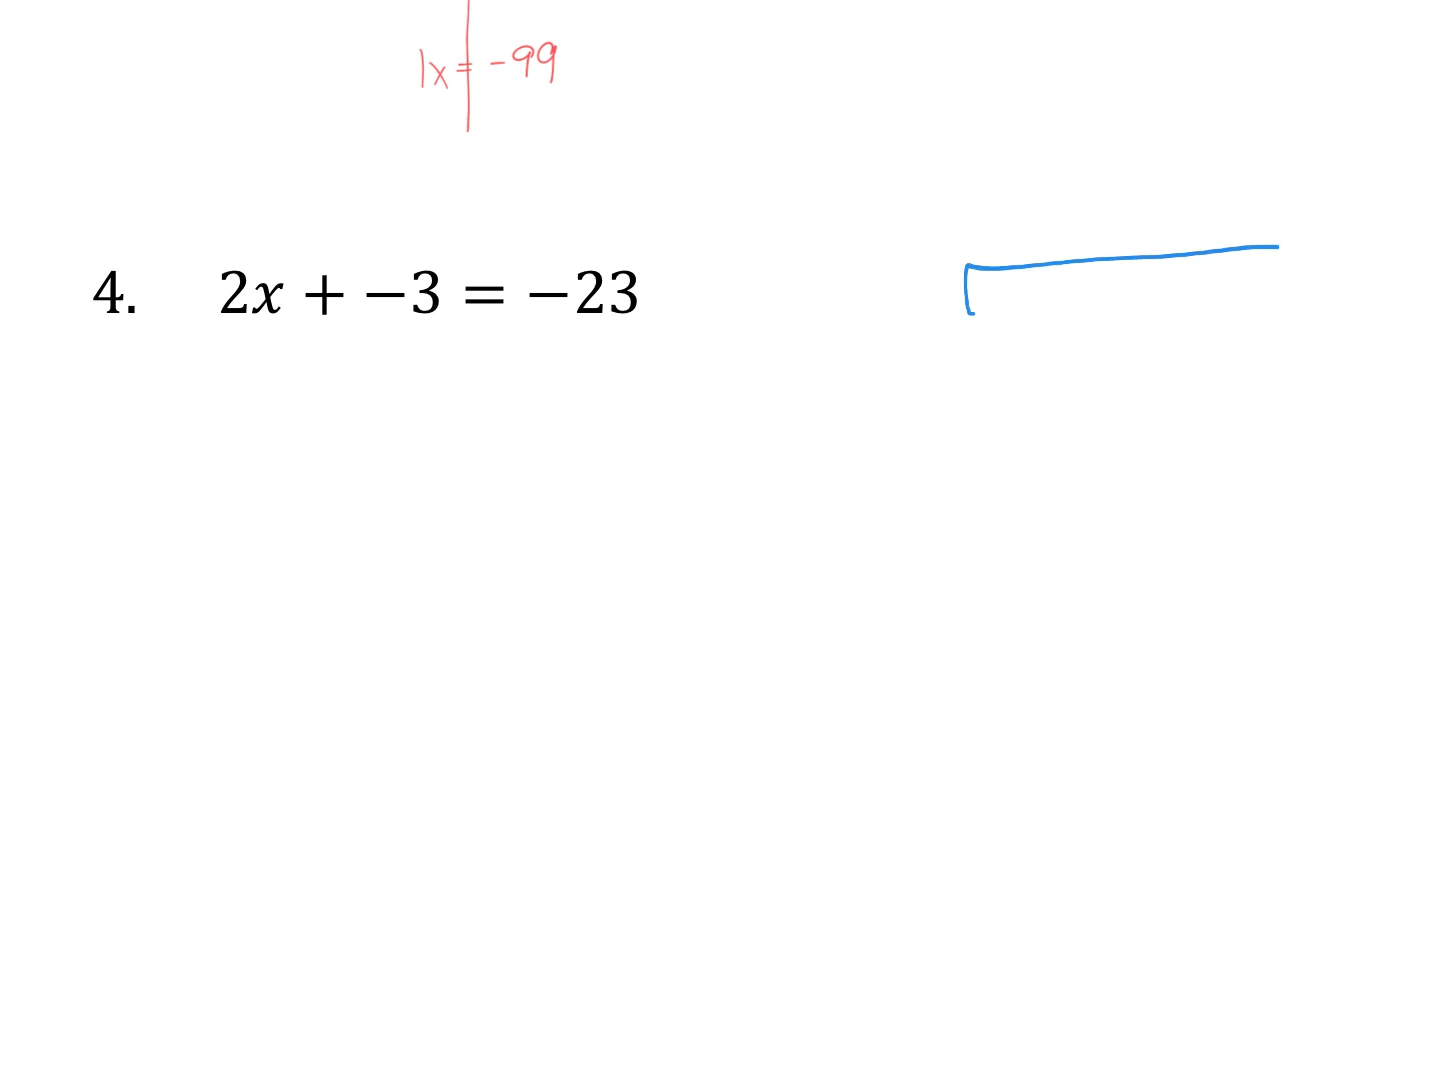 1x = -99
4. 2x + −3 = −23